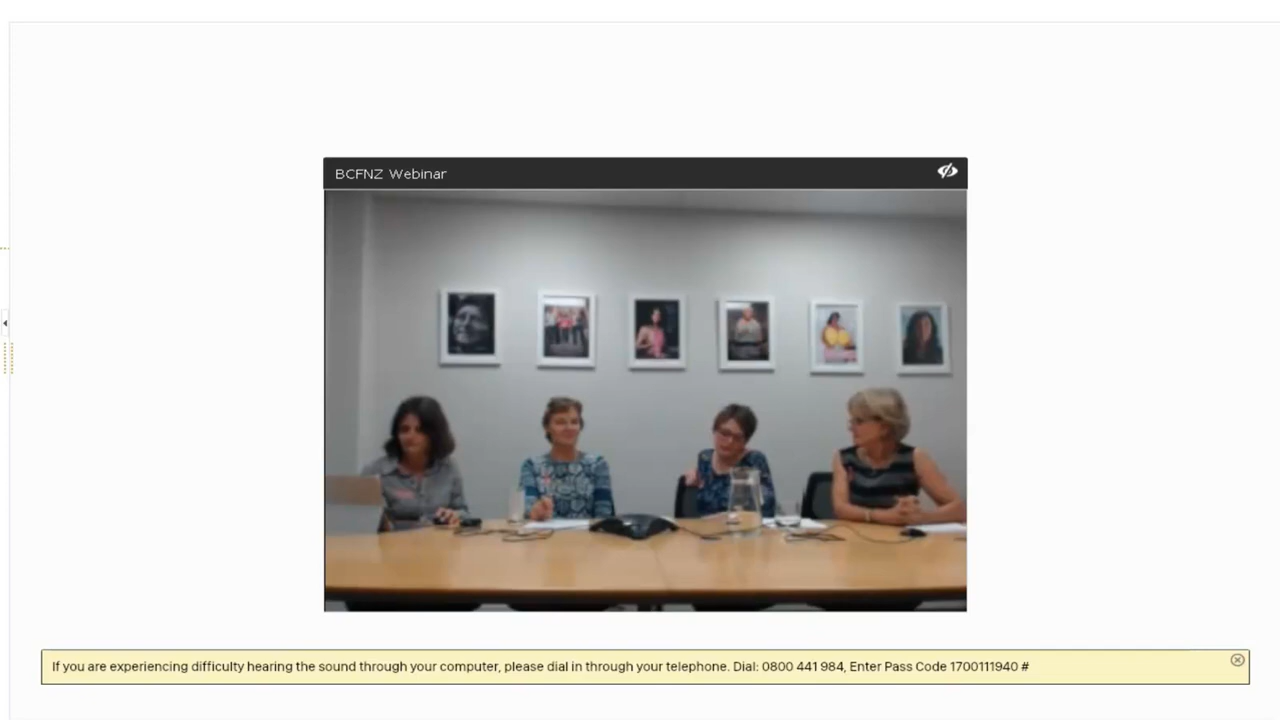 BCFNZ Webinar
If you are experiencing difficulty hearing the sound through your computer, please dial in through your telephone. Dial: 0800 441 984, Enter Pass Code 1700111940 #